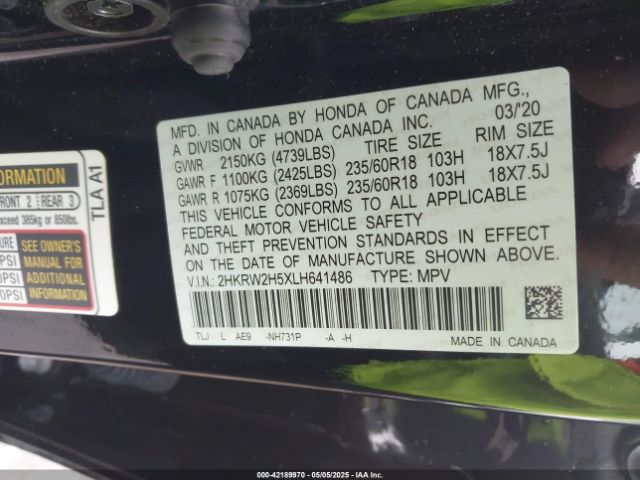 MFD. IN CANADA BY HONDA OF CANADA MFG.,
A DIVISION OF HONDA CANADA INC. 03/20
GVWR 2150KG (4739LBS) TIRE SIZE RIM SIZE
GAWR F 1100KG (2425LBS) 235/60R18 103H 18X7.5J
GAWR R 1075KG (2369LBS) 235/60R18 103H 18X7.5J
THIS VEHICLE CONFORMS TO ALL APPLICABLE
FEDERAL MOTOR VEHICLE SAFETY
AND THEFT PREVENTION STANDARDS IN EFFECT
ON THE DATE OF MANUFACTURE SHOWN ABOVE.
V.I.N.: 2HKRW2H5XLH641486 TYPE: MPV
TLJ L AE9 -NH731P -A -H MADE IN CANADA
FRONT 2 REAR 3
exceed 385kg or 850lbs.
TLA A1
SEE OWNER'S
MANUAL FOR
ADDITIONAL
INFORMATION
000-42189970 05/05/2025 IAA Inc.